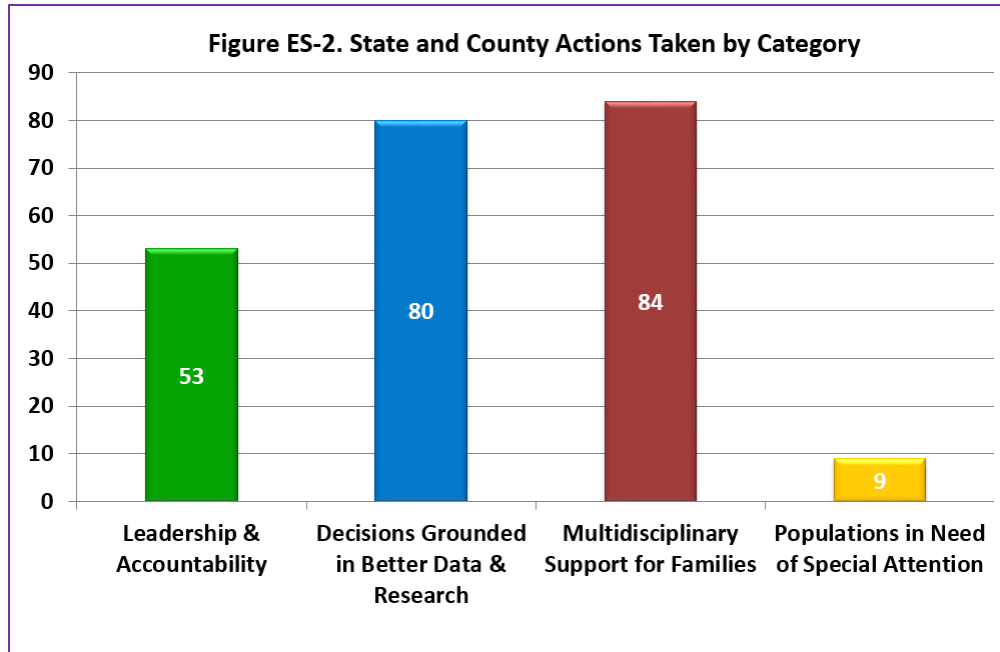 Figure ES-2. State and County Actions Taken by Category
90
80
70
60
50
40
30
20
10
0
53
80
84
9
Leadership &
Accountability
Decisions Grounded
in Better Data &
Research
Multidisciplinary
Support for Families
Populations in Need
of Special Attention